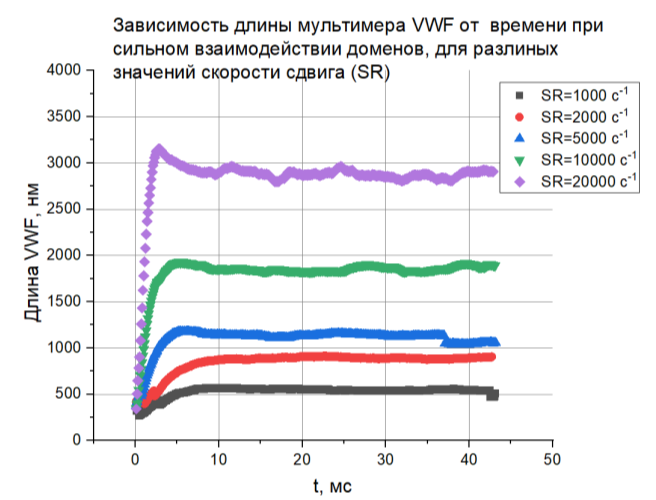 Зависимость длины мультимера VWF от  времени при
сильном взаимодействии доменов, для разлиных
значений скорости сдвига (SR)
4000
3500
3000
2500
2000
1500
1000
500
0
Длина VWF, нм
SR=1000 c⁻¹
SR=2000 c⁻¹
SR=5000 c⁻¹
SR=10000 c⁻¹
SR=20000 c⁻¹
0 10 20 30 40 50
t, мс